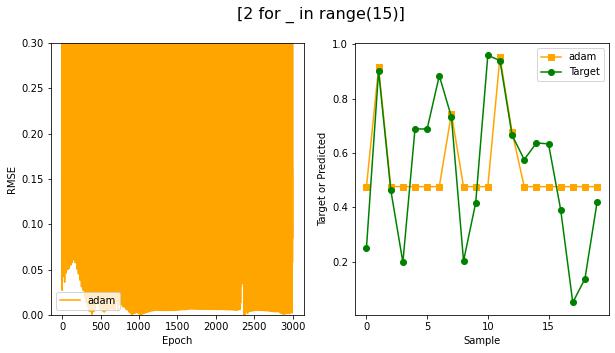 [2 for _ in range(15)]
0.30
0.25
0.20
0.15
0.10
0.05
0.00
RMSE
adam
0
500
1000
1500
2000
2500
3000
Epoch
1.0
0.8
0.6
0.4
0.2
Target or Predicted
adam
Target
0
5
10
15
Sample